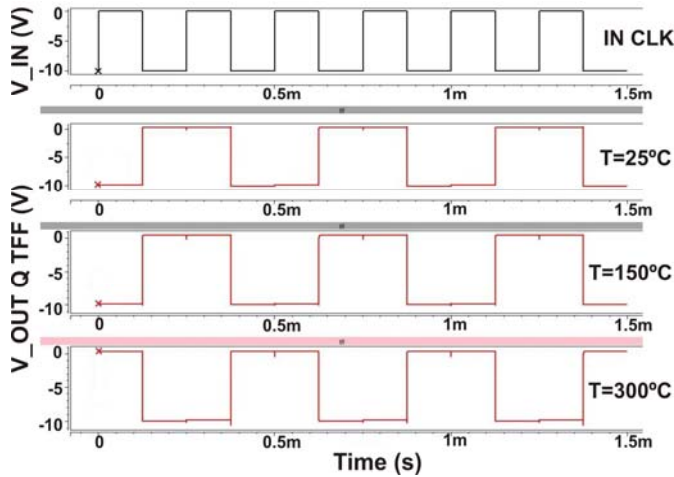 V_IN (V)
0
-5
-10
IN CLK
0 0.5m 1m 1.5m
V_OUT Q TFF (V)
0
-5
-10
T=25ºC
0 0.5m 1m 1.5m
0
-5
-10
T=150ºC
0 0.5m 1m 1.5m
0
-5
-10
T=300ºC
0 0.5m 1m 1.5m
Time (s)